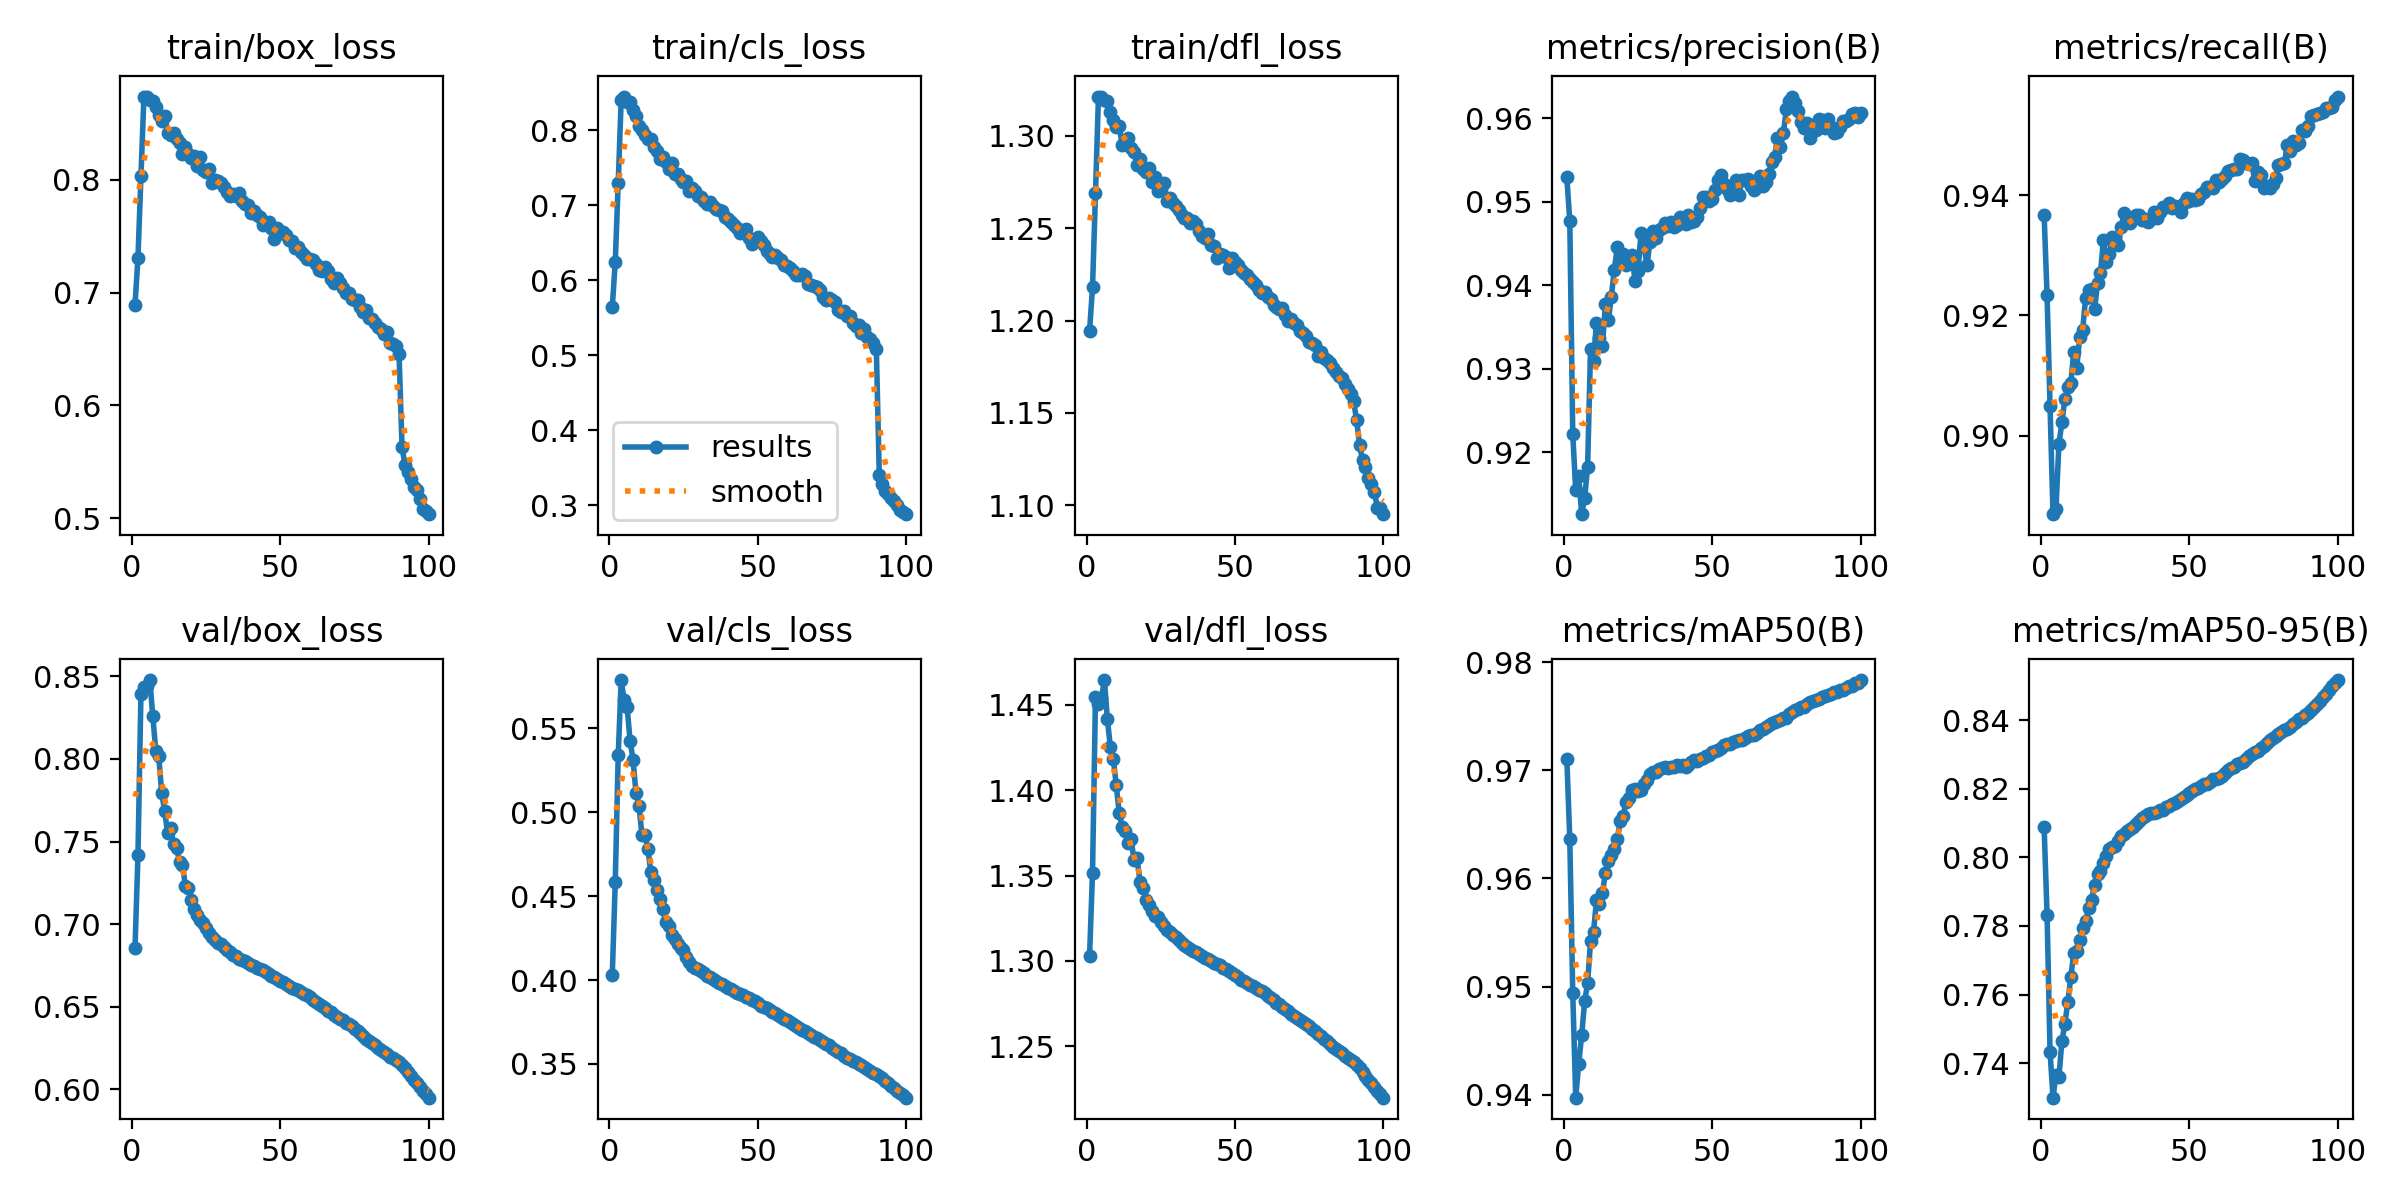 train/box_loss
train/cls_loss
train/dfl_loss
metrics/precision(B)
metrics/recall(B)
0.8
0.7
0.6
0.5
0 50 100
0.8
0.7
0.6
0.5
0.4
0.3
results
smooth
0 50 100
1.30
1.25
1.20
1.15
1.10
0 50 100
0.96
0.95
0.94
0.93
0.92
0 50 100
0.94
0.92
0.90
0 50 100
val/box_loss
val/cls_loss
val/dfl_loss
metrics/mAP50(B)
metrics/mAP50-95(B)
0.85
0.80
0.75
0.70
0.65
0.60
0 50 100
0.55
0.50
0.45
0.40
0.35
0 50 100
1.45
1.40
1.35
1.30
1.25
0 50 100
0.98
0.97
0.96
0.95
0.94
0 50 100
0.84
0.82
0.80
0.78
0.76
0.74
0 50 100